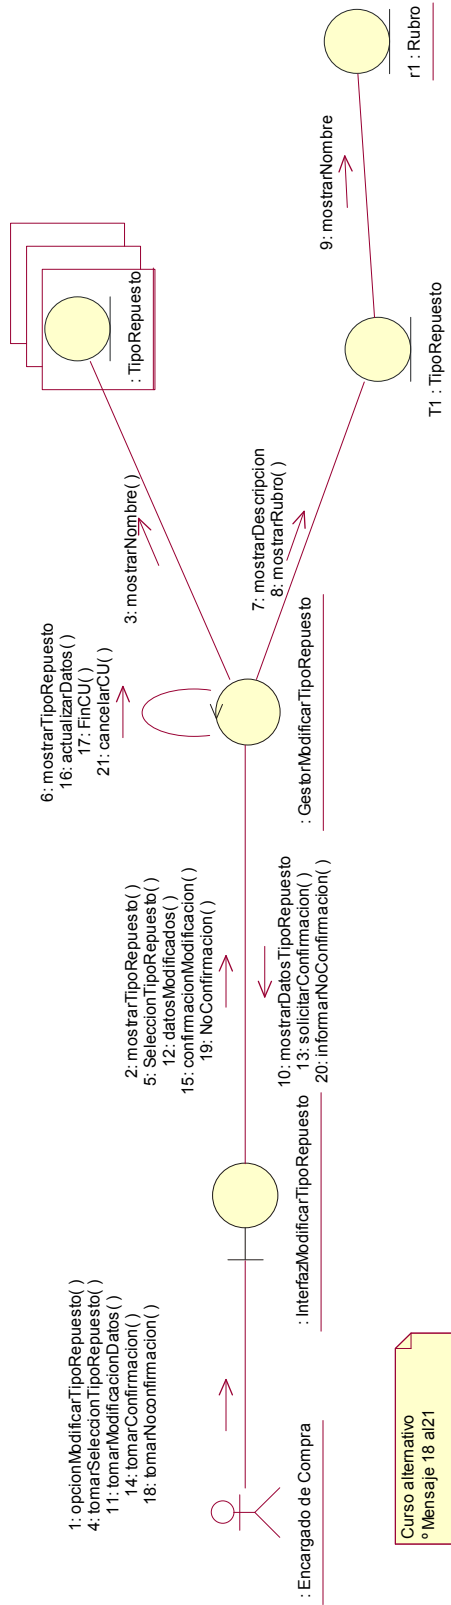 1: opcionModificarTipoRepuesto( )
4: tomarSeleccionTipoRepuesto( )
11: tomarModificacionDatos( )
14: tomarConfirmacion( )
18: tomarNoconfirmacion( )
: Encargado de Compra
Curso alternativo
º Mensaje 18 al21
2: mostrarTipoRepuesto( )
5: SeleccionTipoRepuesto( )
12: datosModificados( )
15: confirmacionModificacion( )
19: NoConfirmacion( )
: InterfazModificarTipoRepuesto
10: mostrarDatosTipoRepuesto
13: solicitarConfirmacion( )
20: informarNoConfirmacion( )
6: mostrarTipoRepuesto
16: actualizarDatos( )
17: FinCU( )
21: cancelarCU( )
: GestorModificarTipoRepuesto
3: mostrarNombre( )
7: mostrarDescripcion
8: mostrarRubro( )
: TipoRepuesto
T1 : TipoRepuesto
9: mostrarNombre
r1 : Rubro